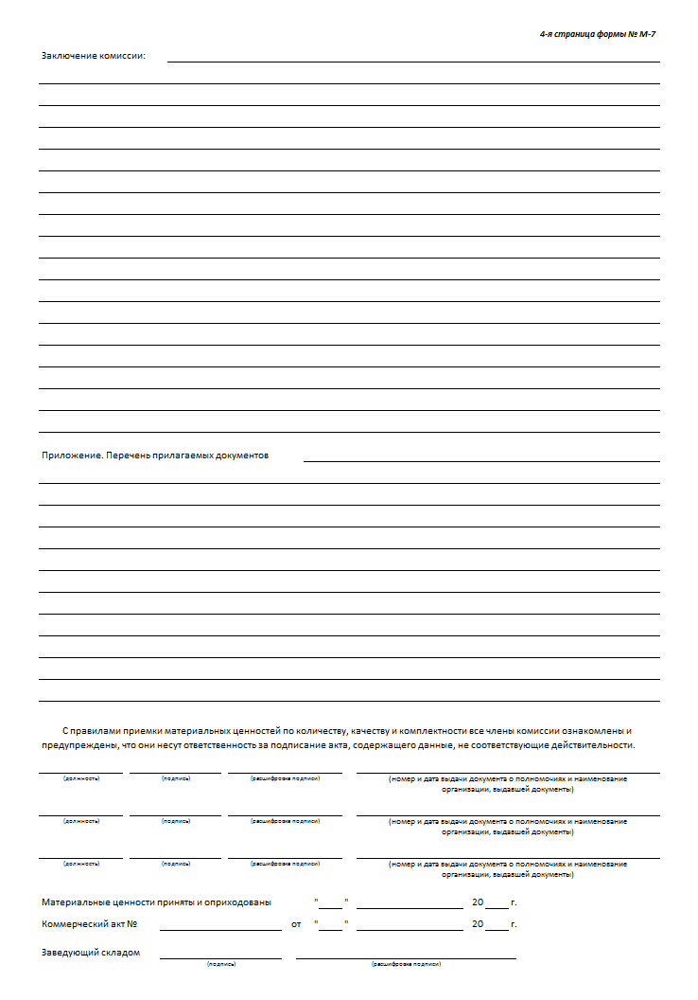 4-я страница формы № М-7
Заключение комиссии:
Приложение. Перечень прилагаемых документов
С правилами приемки материальных ценностей по количеству, качеству и комплектности все члены комиссии ознакомлены и
предупреждены, что они несут ответственность за подписание акта, содержащего данные, не соответствующие действительности.
(должность) (подпись) (расшифровка подписи) (номер и дата выдачи документа о полномочиях и наименование
организации, выдавшей документы)
(должность) (подпись) (расшифровка подписи) (номер и дата выдачи документа о полномочиях и наименование
организации, выдавшей документы)
(должность) (подпись) (расшифровка подписи) (номер и дата выдачи документа о полномочиях и наименование
организации, выдавшей документы)
Материальные ценности приняты и оприходованы " " 20 г.
Коммерческий акт № от " " 20 г.
Заведующий складом
(подпись) (расшифровка подписи)